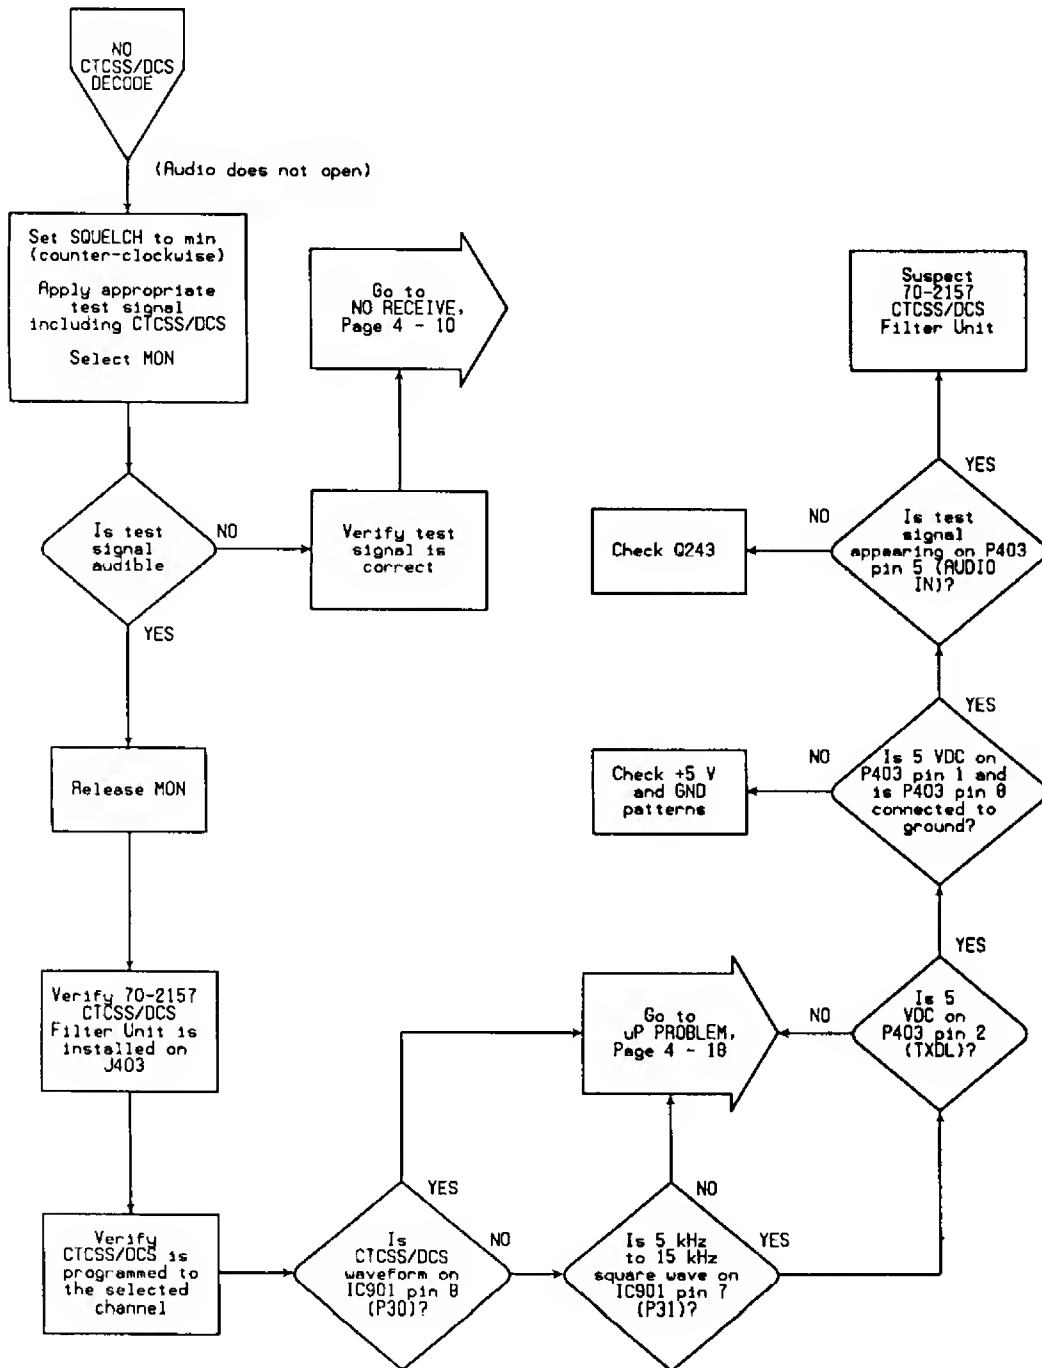 NO
CTCSS/DCS
DECODE
(Audio does not open)
Set SQUELCH to min
(counter-clockwise)
Apply appropriate
test signal
including CTCSS/DCS
Select MON
Is test
signal
audible
NO
YES
Verify test
signal is
correct
Go to
NO RECEIVE,
Page 4 - 10
Release MON
Verify 70-2157
CTCSS/DCS
Filter Unit is
installed on
J403
Verify
CTCSS/DCS is
programmed to
the selected
channel
Is
CTCSS/DCS
waveform on
IC901 pin 8
(P30)?
YES
NO
Is 5 kHz
to 15 kHz
square wave on
IC901 pin 7
(P31)?
NO
YES
Go to
uP PROBLEM,
Page 4 - 18
Is 5
VDC on
P403 pin 2
(TXDL)?
NO
YES
Is 5 VDC on
P403 pin 1 and
is P403 pin 8
connected to
ground?
NO
YES
Check +5 V
and GND
patterns
Is test
signal
appearing on P403
pin 5 (AUDIO
IN)?
NO
YES
Check Q243
Suspect
70-2157
CTCSS/DCS
Filter Unit